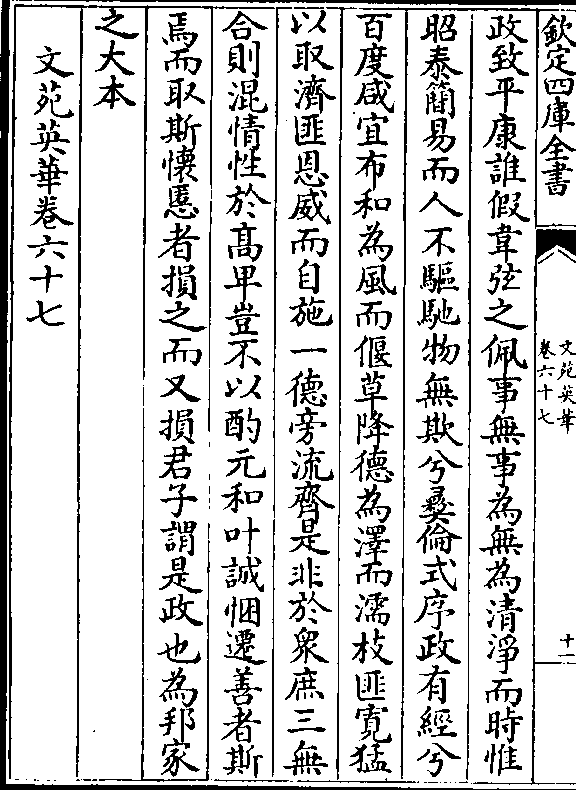 欽定四庫全書
文苑英華
卷六十七
十一
政致平康誰假韋弦之佩事無事為無為清淨而時惟
昭泰簡易而人不驅馳物無欺兮彞倫式序政有經兮
百度咸宜布和為風而偃草降德為澤而濡枝匪寛猛
以取濟匪恩威而自施一德旁流齊是非於衆庶三無
合則混情性於髙卑豈不以酌元和叶誠悃遷善者斯
焉而取斯懷慝者損之而又損君子謂是政也為邦家
之大本
文苑英華卷六十七